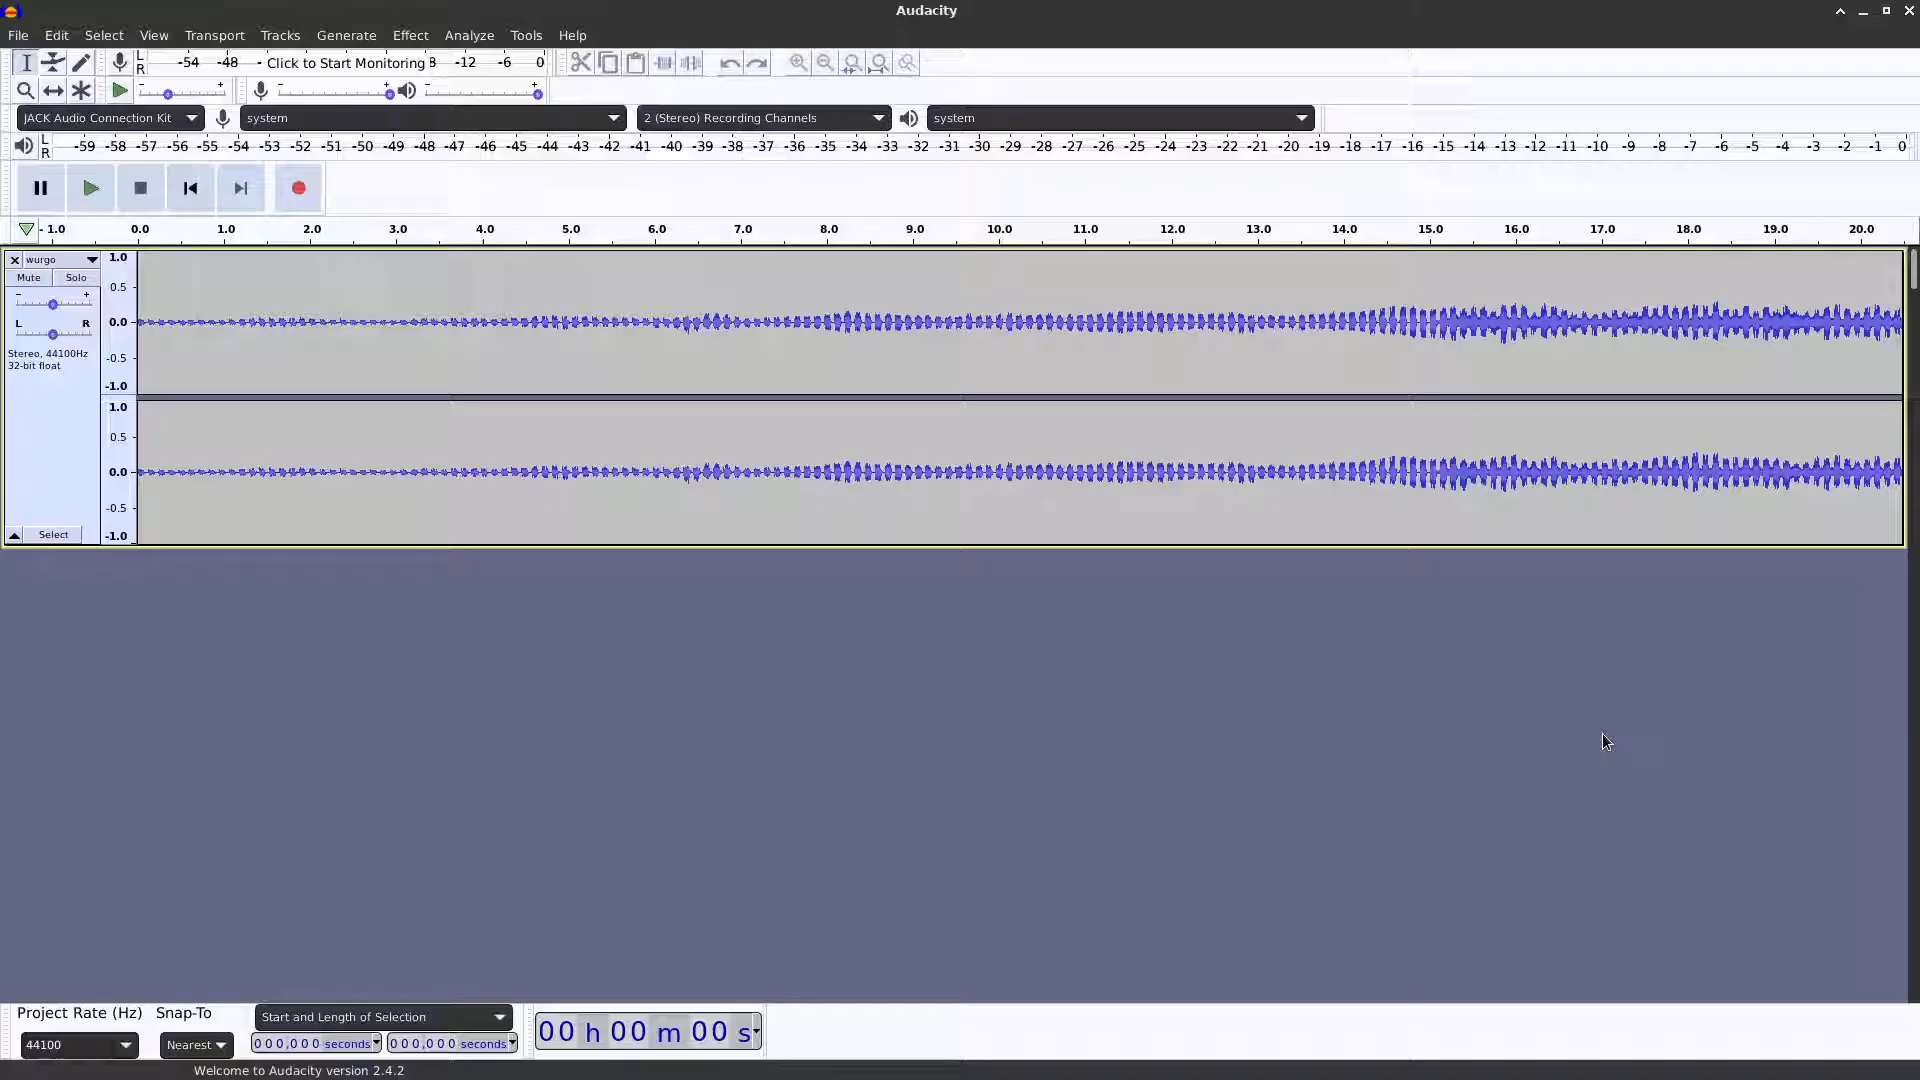 Audacity
File Edit Select View Transport Tracks Generate Effect Analyze Tools Help
L R -54 -48 - Click to Start Monitoring 8 -12 -6 0
- + - + - +
JACK Audio Connection Kit system 2 (Stereo) Recording Channels system
L R -59 -58 -57 -56 -55 -54 -53 -52 -51 -50 -49 -48 -47 -46 -45 -44 -43 -42 -41 -40 -39 -38 -37 -36 -35 -34 -33 -32 -31 -30 -29 -28 -27 -26 -25 -24 -23 -22 -21 -20 -19 -18 -17 -16 -15 -14 -13 -12 -11 -10 -9 -8 -7 -6 -5 -4 -3 -2 -1 0
- 1.0 0.0 1.0 2.0 3.0 4.0 5.0 6.0 7.0 8.0 9.0 10.0 11.0 12.0 13.0 14.0 15.0 16.0 17.0 18.0 19.0 20.0
wurgo 1.0
Mute Solo
- + 0.5
L R 0.0
Stereo, 44100Hz -0.5
32-bit float
-1.0
1.0
0.5
0.0
-0.5
Select -1.0
Project Rate (Hz) Snap-To Start and Length of Selection
44100 Nearest 0 0 0,0 0 0 seconds 0 0 0,0 0 0 seconds 00 h 00 m 00 s
Welcome to Audacity version 2.4.2